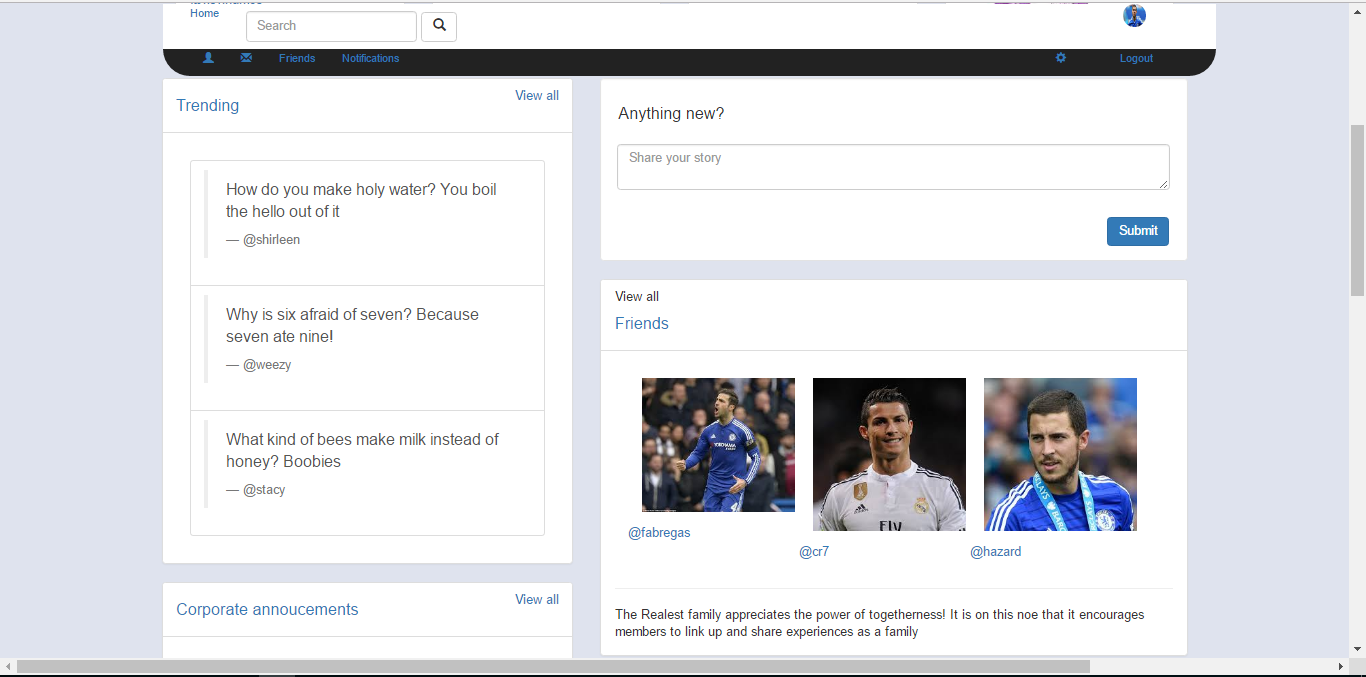 Home
Search
Friends
Notifications
Logout
Trending
View all
How do you make holy water? You boil
the hello out of it
— @shirleen
Why is six afraid of seven? Because
seven ate nine!
— @weezy
What kind of bees make milk instead of
honey? Boobies
— @stacy
Corporate annoucements
View all
Anything new?
Share your story
Submit
View all
Friends
YOKOHAMA
4
@fabregas
FLY
@cr7
@hazard
The Realest family appreciates the power of togetherness! It is on this noe that it encourages
members to link up and share experiences as a family